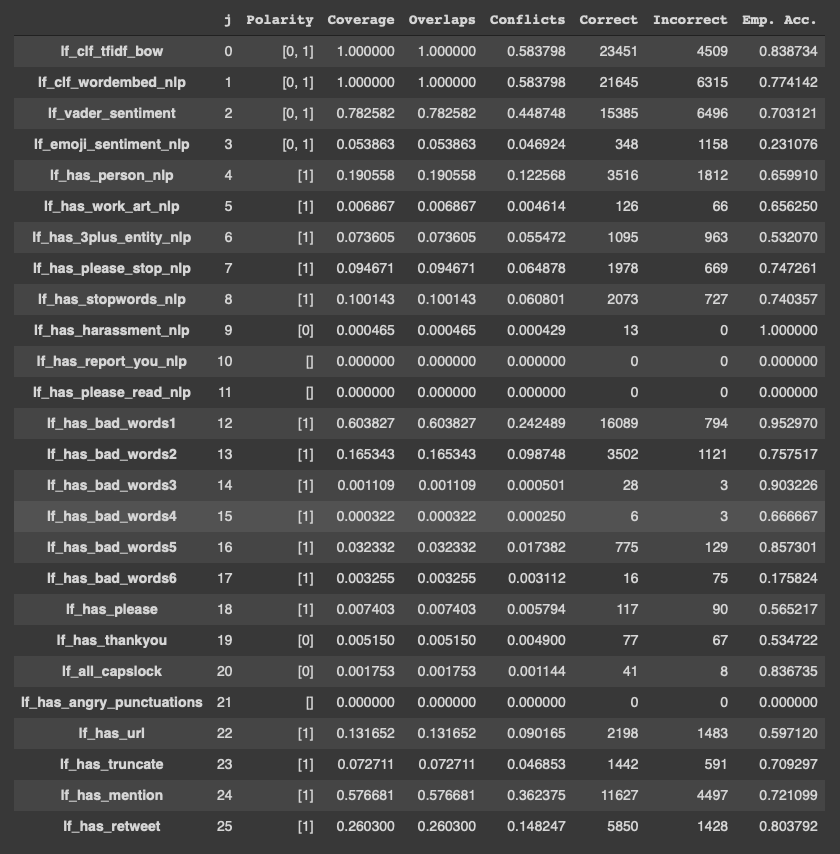 j Polarity Coverage Overlaps Conflicts Correct Incorrect Emp. Acc.
lf_clf_tfidf_bow 0 [0, 1] 1.000000 1.000000 0.583798 23451 4509 0.838734
lf_clf_wordembed_nlp 1 [0, 1] 1.000000 1.000000 0.583798 21645 6315 0.774142
lf_vader_sentiment 2 [0, 1] 0.782582 0.782582 0.448748 15385 6496 0.703121
lf_emoji_sentiment_nlp 3 [0, 1] 0.053863 0.053863 0.046924 348 1158 0.231076
lf_has_person_nlp 4 [1] 0.190558 0.190558 0.122568 3516 1812 0.659910
lf_has_work_art_nlp 5 [1] 0.006867 0.006867 0.004614 126 66 0.656250
lf_has_3plus_entity_nlp 6 [1] 0.073605 0.073605 0.055472 1095 963 0.532070
lf_has_please_stop_nlp 7 [1] 0.094671 0.094671 0.064878 1978 669 0.747261
lf_has_stopwords_nlp 8 [1] 0.100143 0.100143 0.060801 2073 727 0.740357
lf_has_harassment_nlp 9 [0] 0.000465 0.000465 0.000429 13 0 1.000000
lf_has_report_you_nlp 10 [] 0.000000 0.000000 0.000000 0 0 0.000000
lf_has_please_read_nlp 11 [] 0.000000 0.000000 0.000000 0 0 0.000000
lf_has_bad_words1 12 [1] 0.603827 0.603827 0.242489 16089 794 0.952970
lf_has_bad_words2 13 [1] 0.165343 0.165343 0.098748 3502 1121 0.757517
lf_has_bad_words3 14 [1] 0.001109 0.001109 0.000501 28 3 0.903226
lf_has_bad_words4 15 [1] 0.000322 0.000322 0.000250 6 3 0.666667
lf_has_bad_words5 16 [1] 0.032332 0.032332 0.017382 775 129 0.857301
lf_has_bad_words6 17 [1] 0.003255 0.003255 0.003112 16 75 0.175824
lf_has_please 18 [1] 0.007403 0.007403 0.005794 117 90 0.565217
lf_has_thankyou 19 [0] 0.005150 0.005150 0.004900 77 67 0.534722
lf_all_capslock 20 [0] 0.001753 0.001753 0.001144 41 8 0.836735
lf_has_angry_punctuations 21 [] 0.000000 0.000000 0.000000 0 0 0.000000
lf_has_url 22 [1] 0.131652 0.131652 0.090165 2198 1483 0.597120
lf_has_truncate 23 [1] 0.072711 0.072711 0.046853 1442 591 0.709297
lf_has_mention 24 [1] 0.576681 0.576681 0.362375 11627 4497 0.721099
lf_has_retweet 25 [1] 0.260300 0.260300 0.148247 5850 1428 0.803792